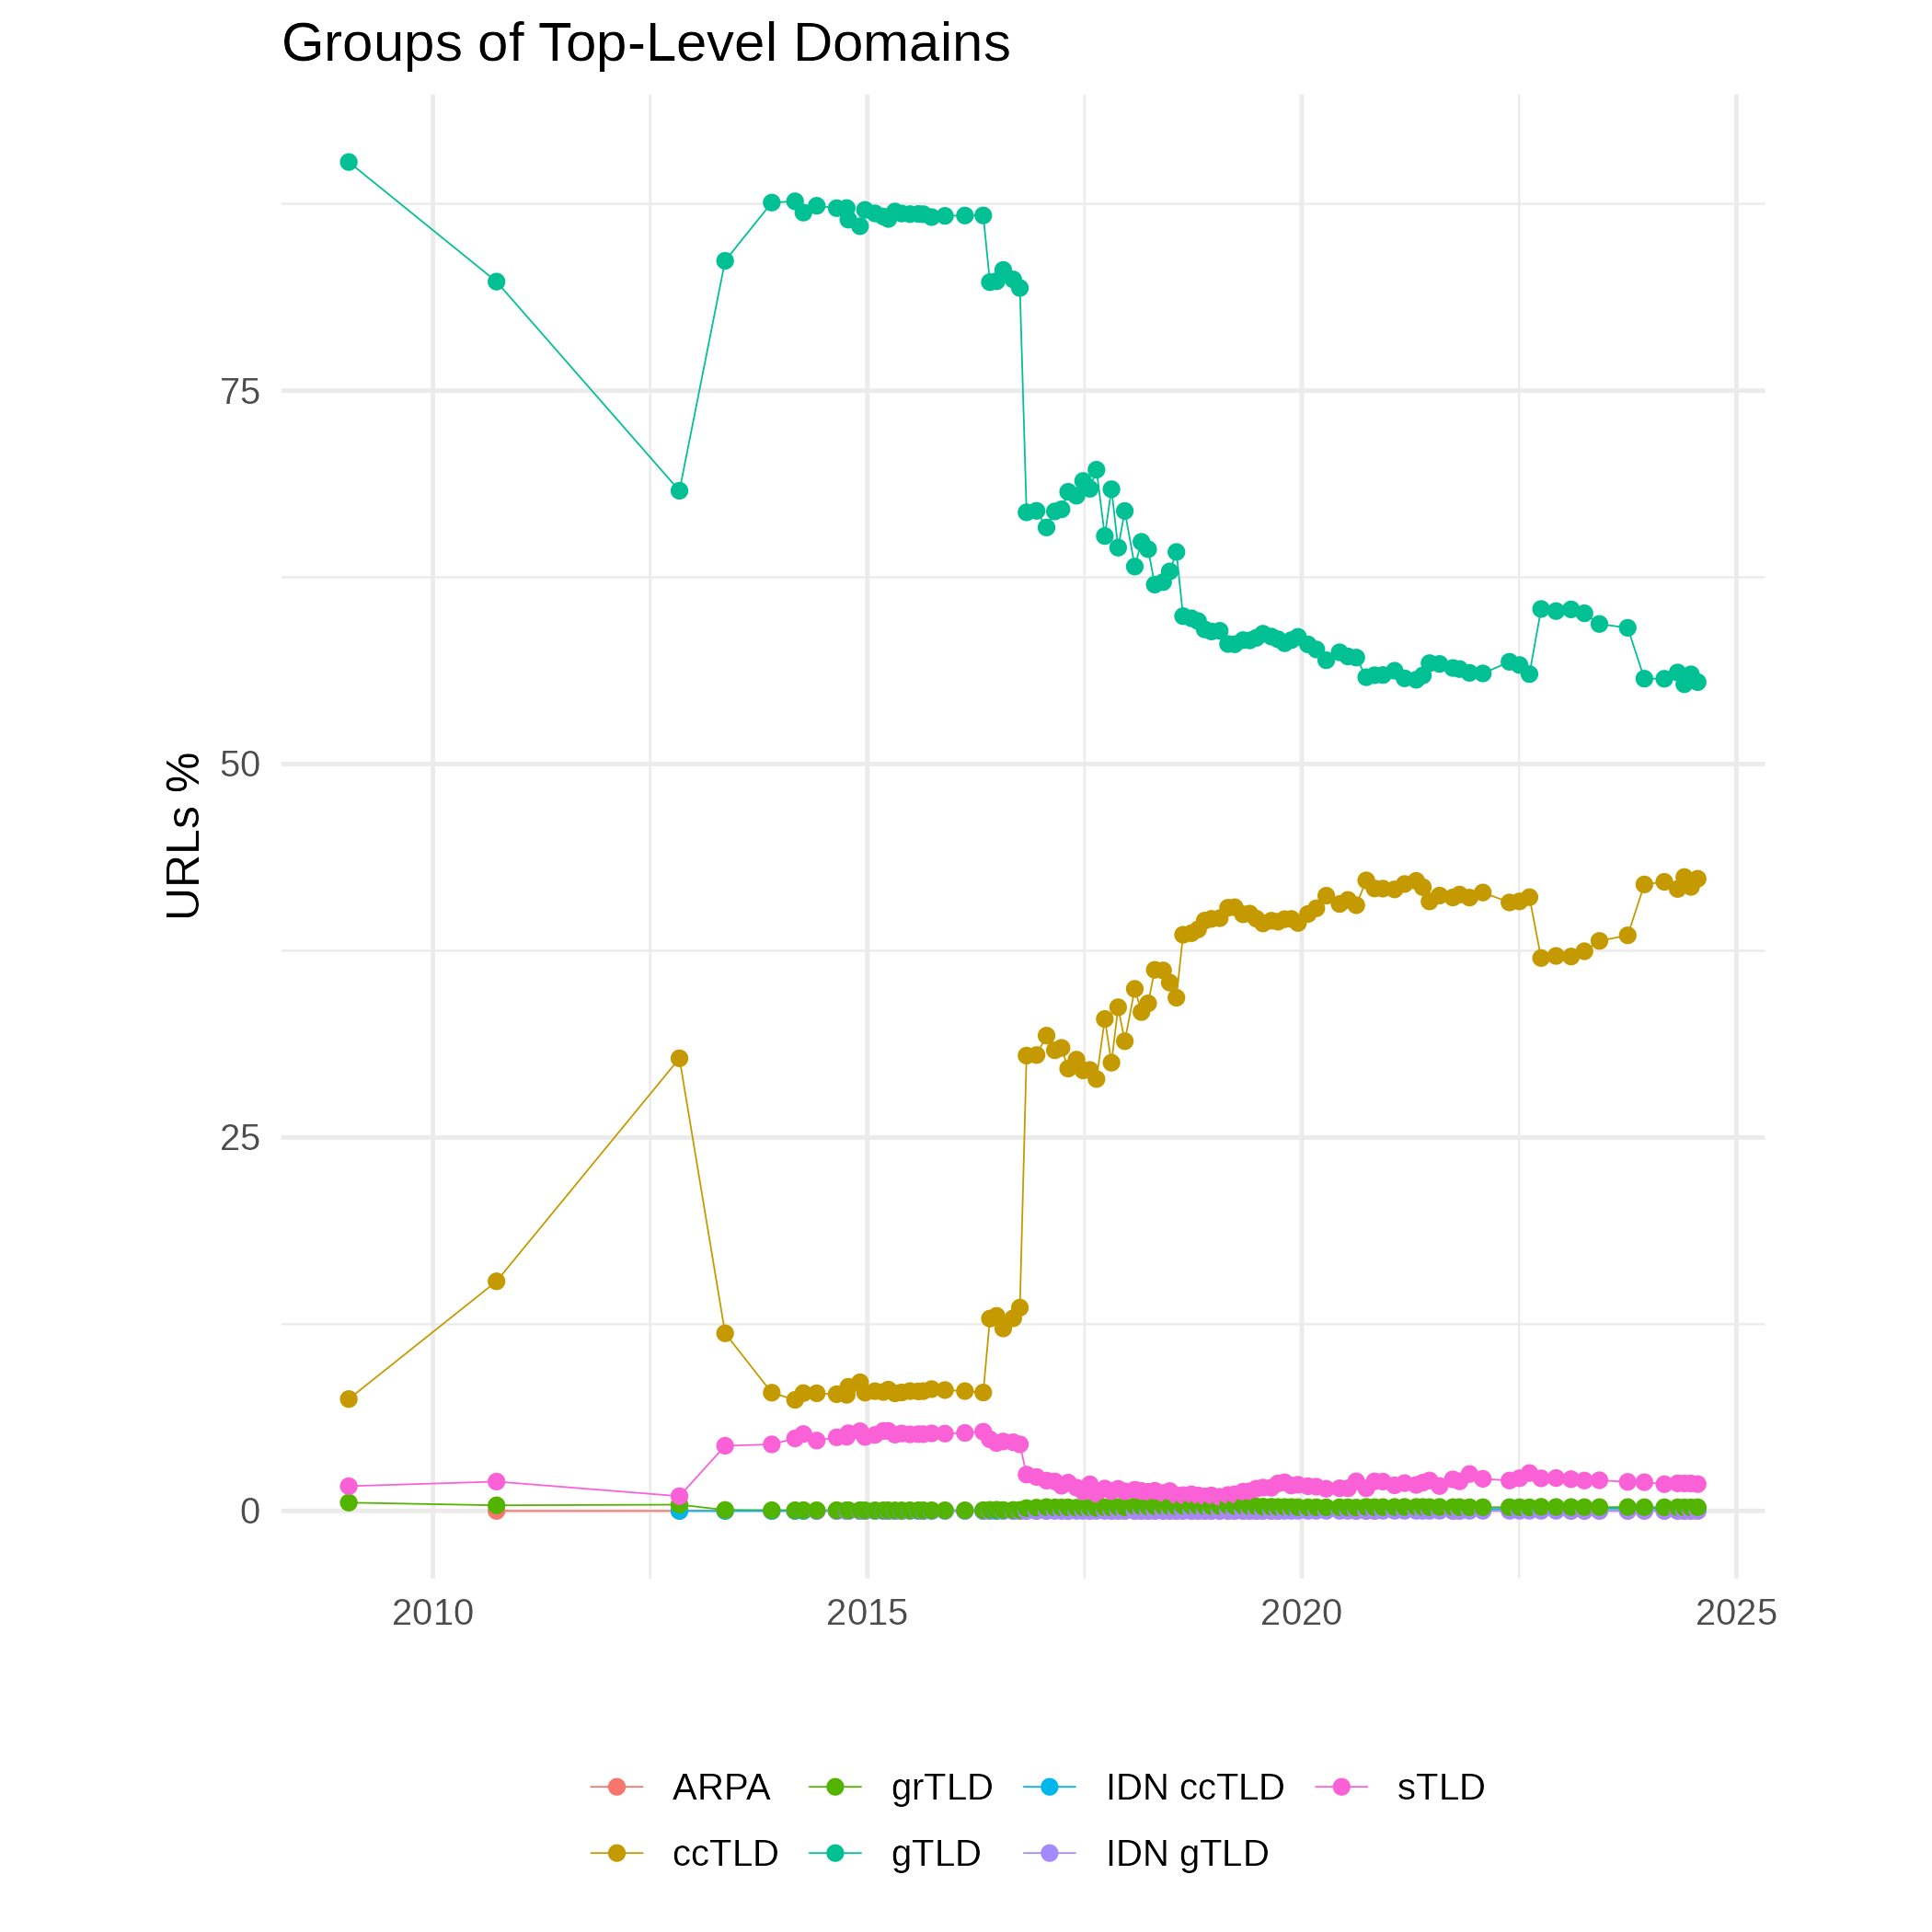 Groups of Top-Level Domains
URLs %
75
50
25
0
2010 2015 2020 2025
ARPA grTLD IDN ccTLD sTLD
ccTLD gTLD IDN gTLD